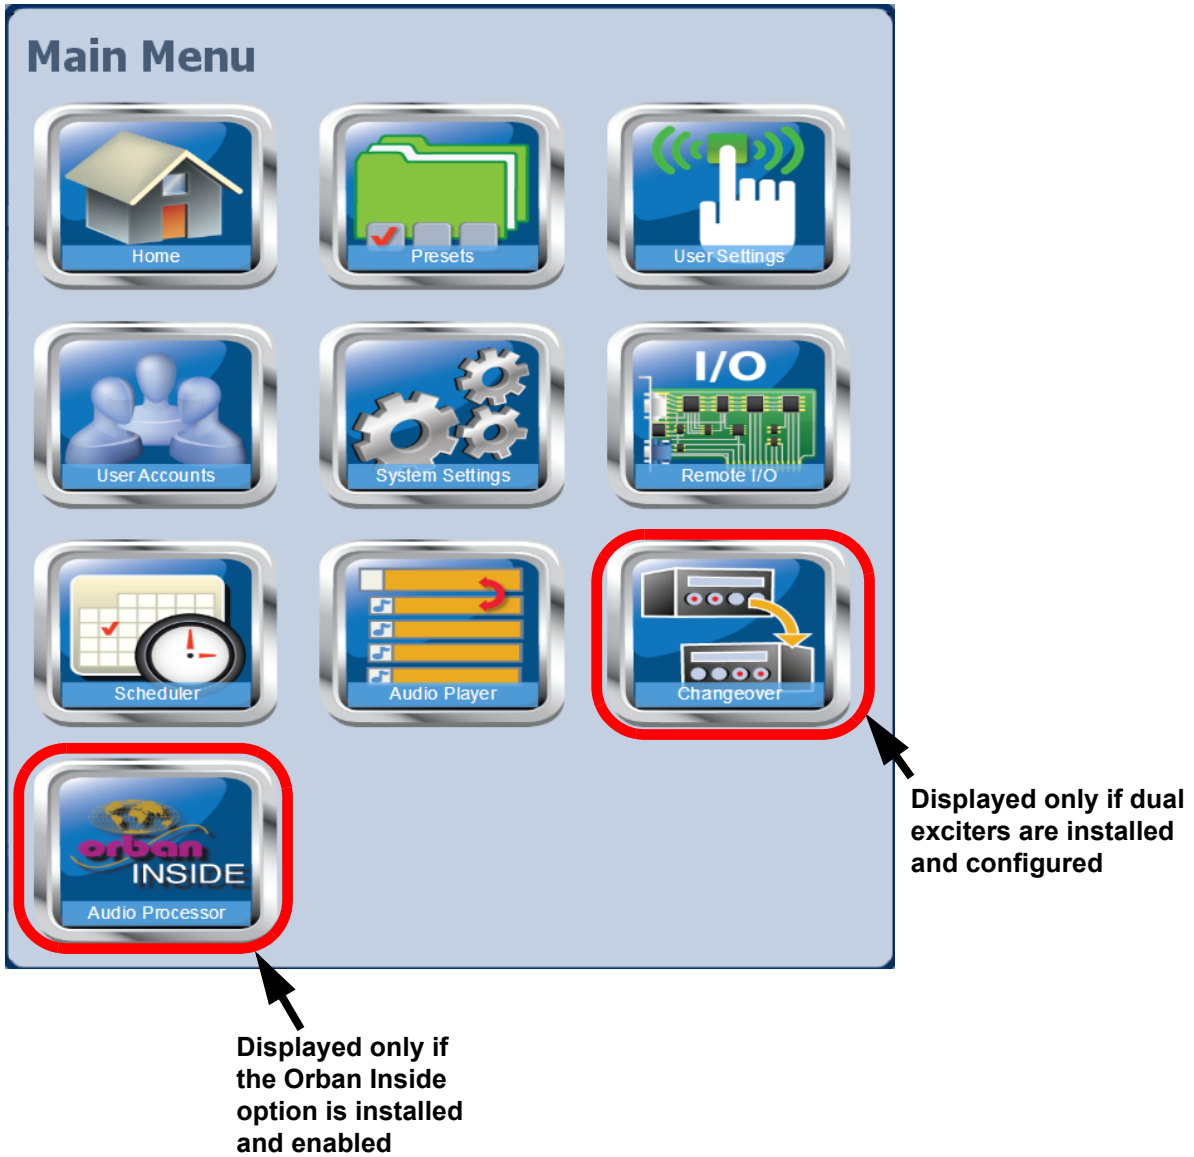 Main Menu
Home
Presets
User Settings
User Accounts
System Settings
I/O
Remote I/O
Scheduler
Audio Player
Changeover
orban
INSIDE
Audio Processor
Displayed only if dual
exciters are installed
and configured
Displayed only if
the Orban Inside
option is installed
and enabled